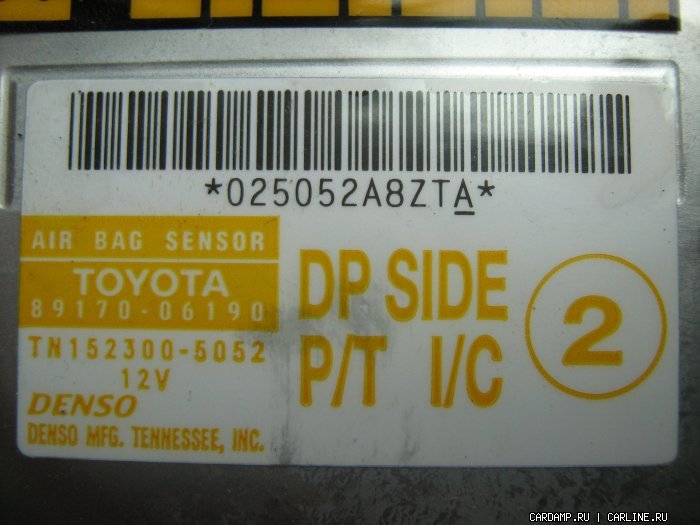 *025052A8ZTA*
AIR BAG SENSOR
TOYOTA
89170-06190
TN152300-5052
12V
DENSO
DENSO MFG. TENNESSEE, INC.
DP SIDE
P/T I/C
2
CARDAMP.RU | CARLINE.RU